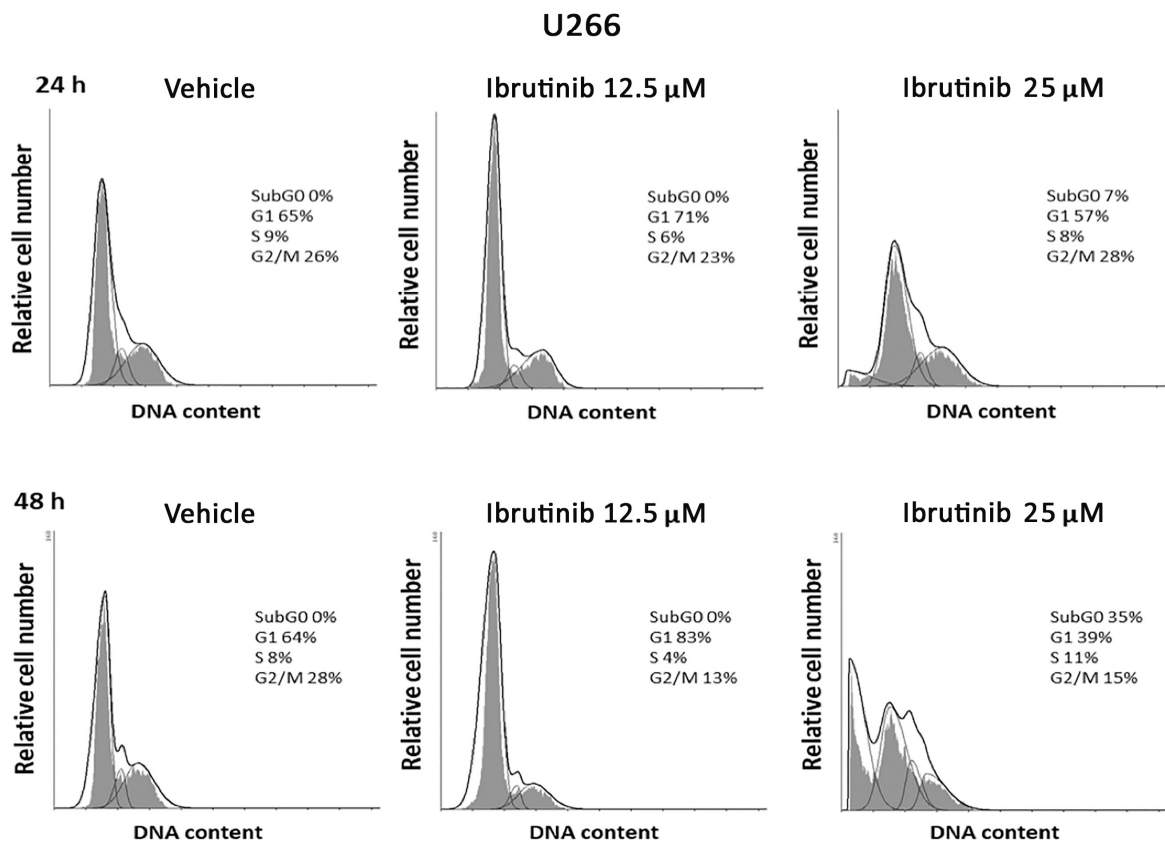 U266
24 h
Vehicle
Ibrutinib 12.5 μM
Ibrutinib 25 μM
Relative cell number
SubG0 0%
G1 65%
S 9%
G2/M 26%
DNA content
Relative cell number
SubG0 0%
G1 71%
S 6%
G2/M 23%
DNA content
Relative cell number
SubG0 7%
G1 57%
S 8%
G2/M 28%
DNA content
48 h
Vehicle
Ibrutinib 12.5 μM
Ibrutinib 25 μM
Relative cell number
SubG0 0%
G1 64%
S 8%
G2/M 28%
DNA content
Relative cell number
SubG0 0%
G1 83%
S 4%
G2/M 13%
DNA content
Relative cell number
SubG0 35%
G1 39%
S 11%
G2/M 15%
DNA content